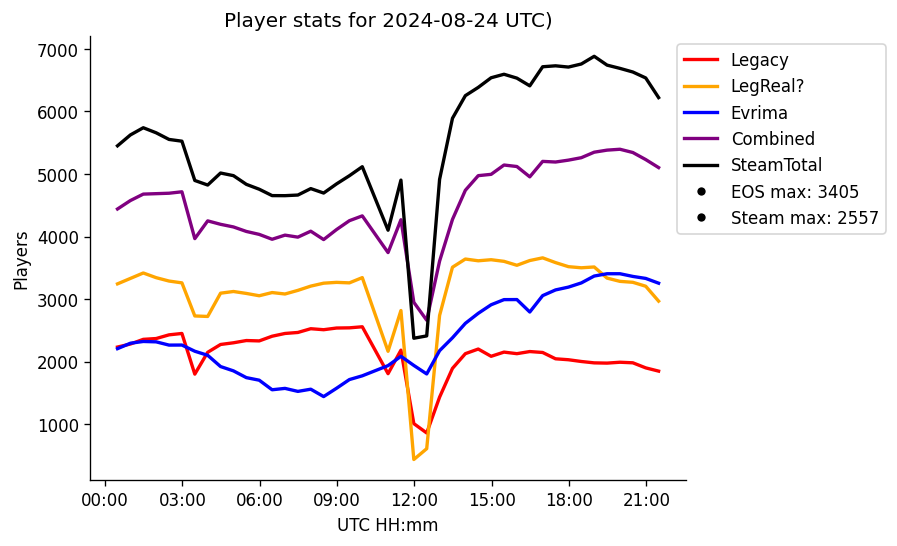 Player stats for 2024-08-24 UTC)
Players
7000
6000
5000
4000
3000
2000
1000
00:00 03:00 06:00 09:00 12:00 15:00 18:00 21:00
UTC HH:mm
Legacy
LegReal?
Evrima
Combined
SteamTotal
EOS max: 3405
Steam max: 2557